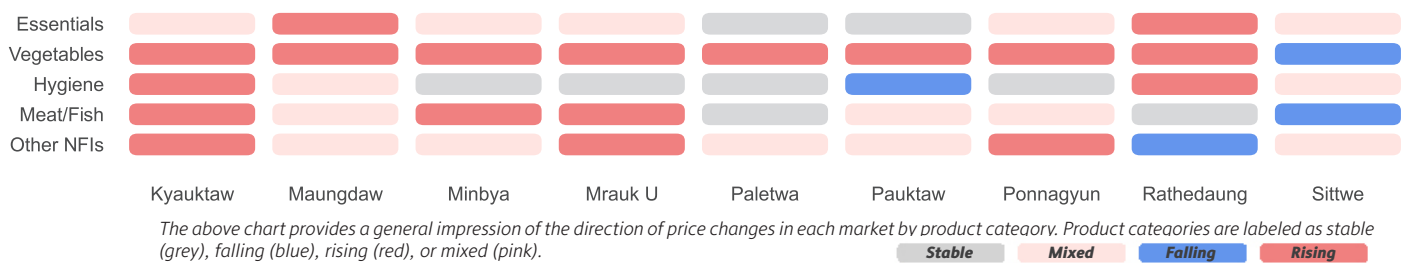 Essentials
Vegetables
Hygiene
Meat/Fish
Other NFIs
Kyauktaw Maungdaw Minbya Mrauk U Paletwa Pauktaw Ponnagyun Rathedaung Sittwe
The above chart provides a general impression of the direction of price changes in each market by product category. Product categories are labeled as stable
(grey), falling (blue), rising (red), or mixed (pink).
Stable Mixed Falling Rising